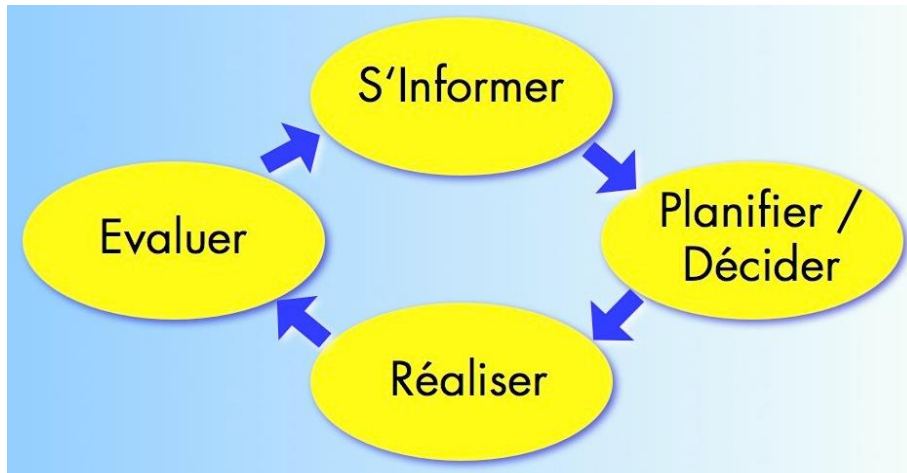 S'Informer
Planifier /
Décider
Réaliser
Evaluer